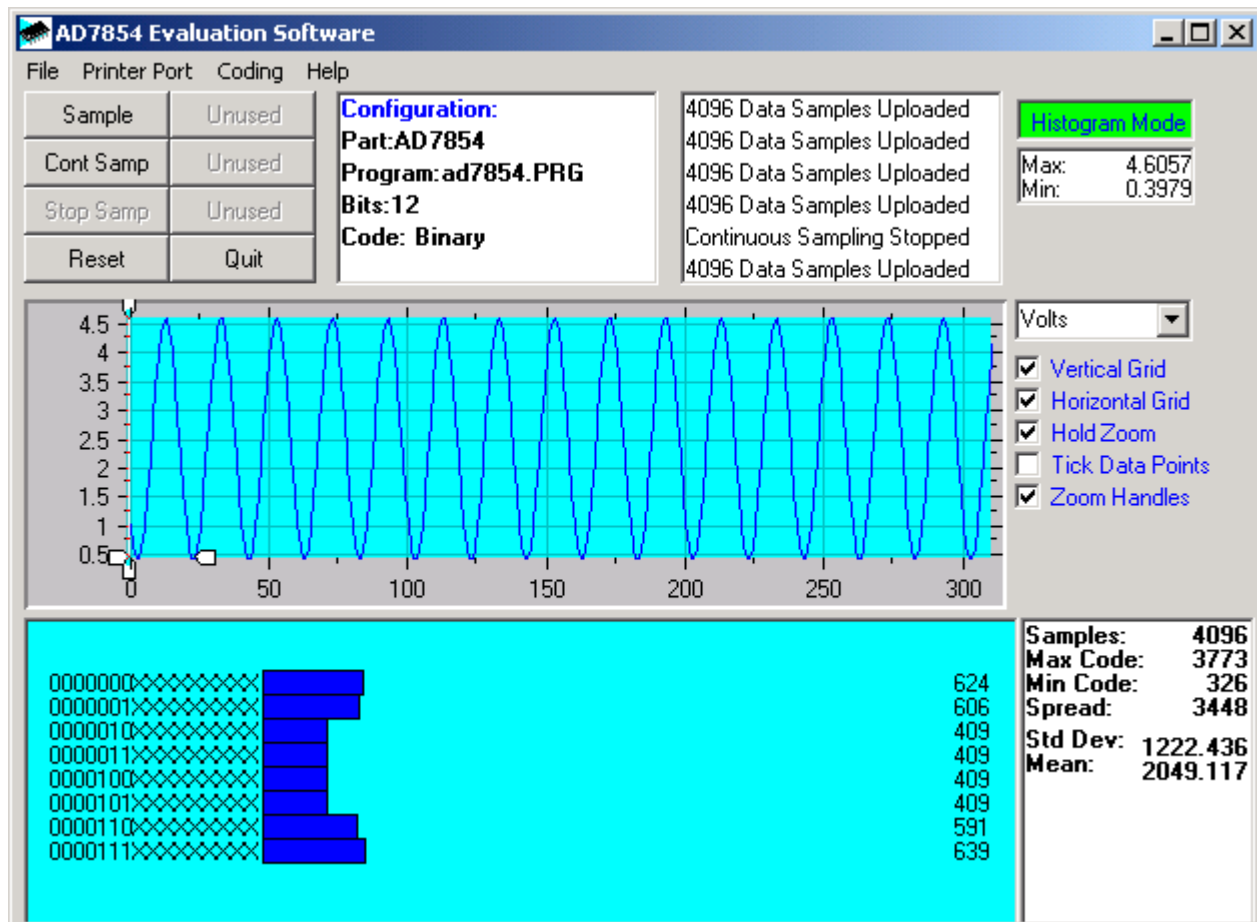 AD7854 Evaluation Software
File Printer Port Coding Help
Sample Unused
Cont Samp Unused
Stop Samp Unused
Reset Quit
Configuration:
Part:AD7854
Program:ad7854.PRG
Bits:12
Code: Binary
4096 Data Samples Uploaded
4096 Data Samples Uploaded
4096 Data Samples Uploaded
4096 Data Samples Uploaded
Continuous Sampling Stopped
4096 Data Samples Uploaded
Histogram Mode
Max: 4.6057
Min: 0.3979
4.5
4
3.5
3
2.5
2
1.5
1
0.5
0 50 100 150 200 250 300
Volts
Vertical Grid
Horizontal Grid
Hold Zoom
Tick Data Points
Zoom Handles
0000000XXXXXXXXX 624
0000001XXXXXXXXX 606
0000010XXXXXXXXX 409
0000011XXXXXXXXX 409
0000100XXXXXXXXX 409
0000101XXXXXXXXX 409
0000110XXXXXXXXX 591
0000111XXXXXXXXX 639
Samples: 4096
Max Code: 3773
Min Code: 326
Spread: 3448
Std Dev: 1222.436
Mean: 2049.117